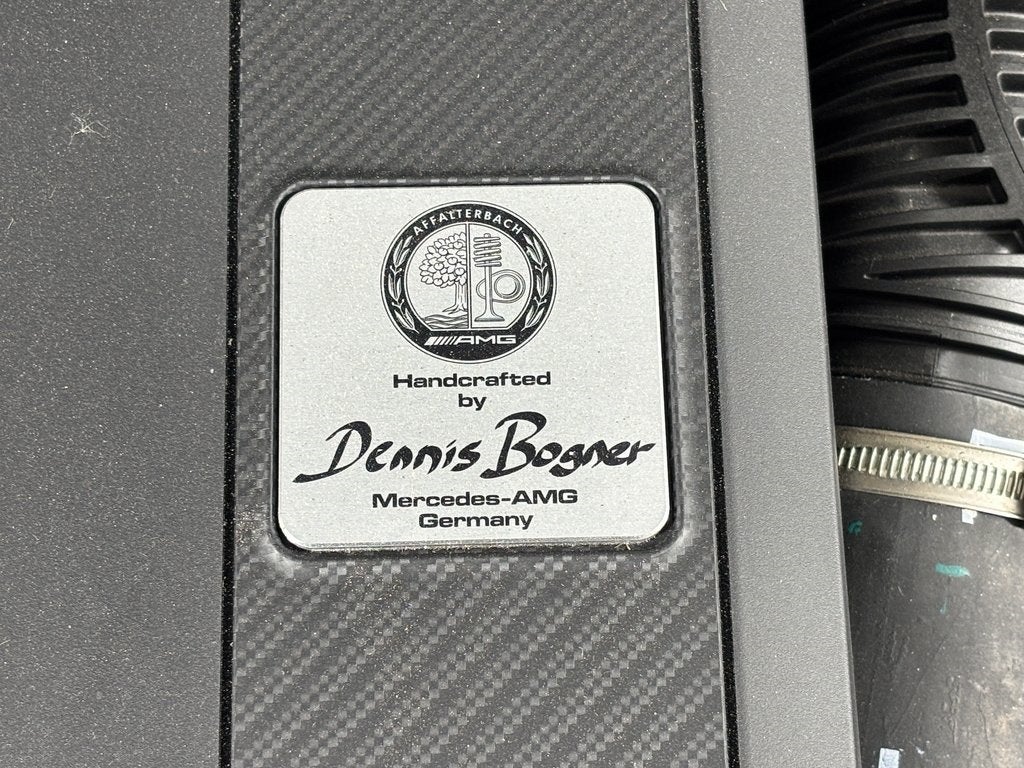 AFFALTERBACH
AMG
Handcrafted
by
Dennis Bogner
Mercedes-AMG
Germany